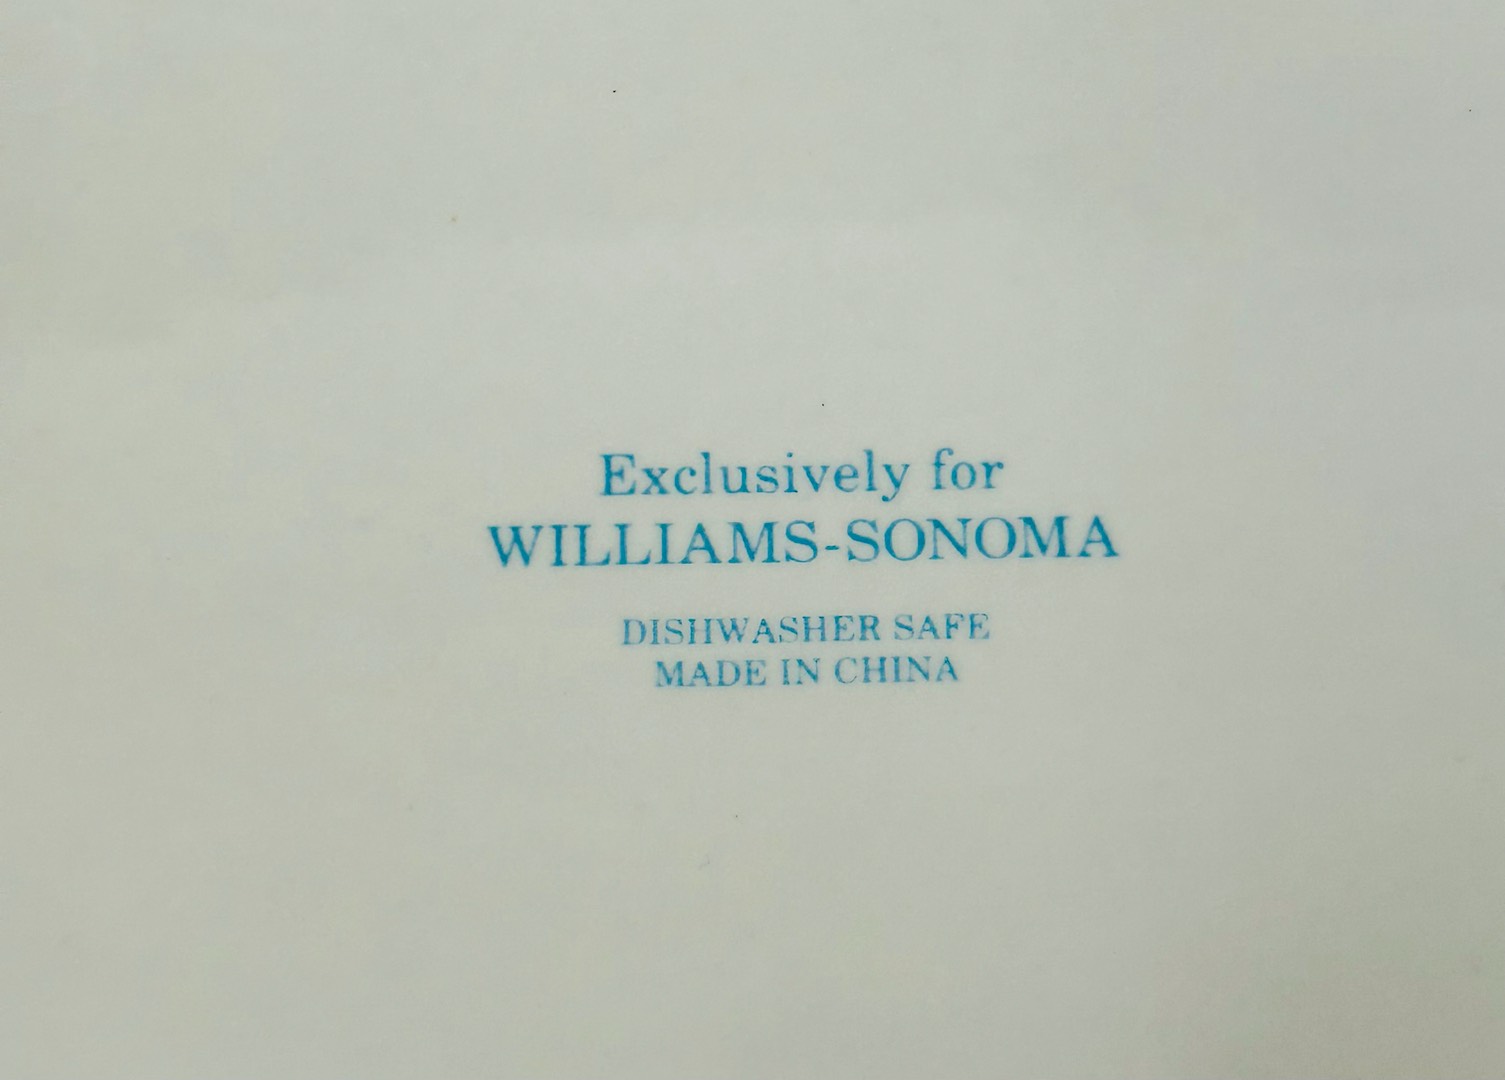 Exclusively for
WILLIAMS-SONOMA
DISHWASHER SAFE
MADE IN CHINA